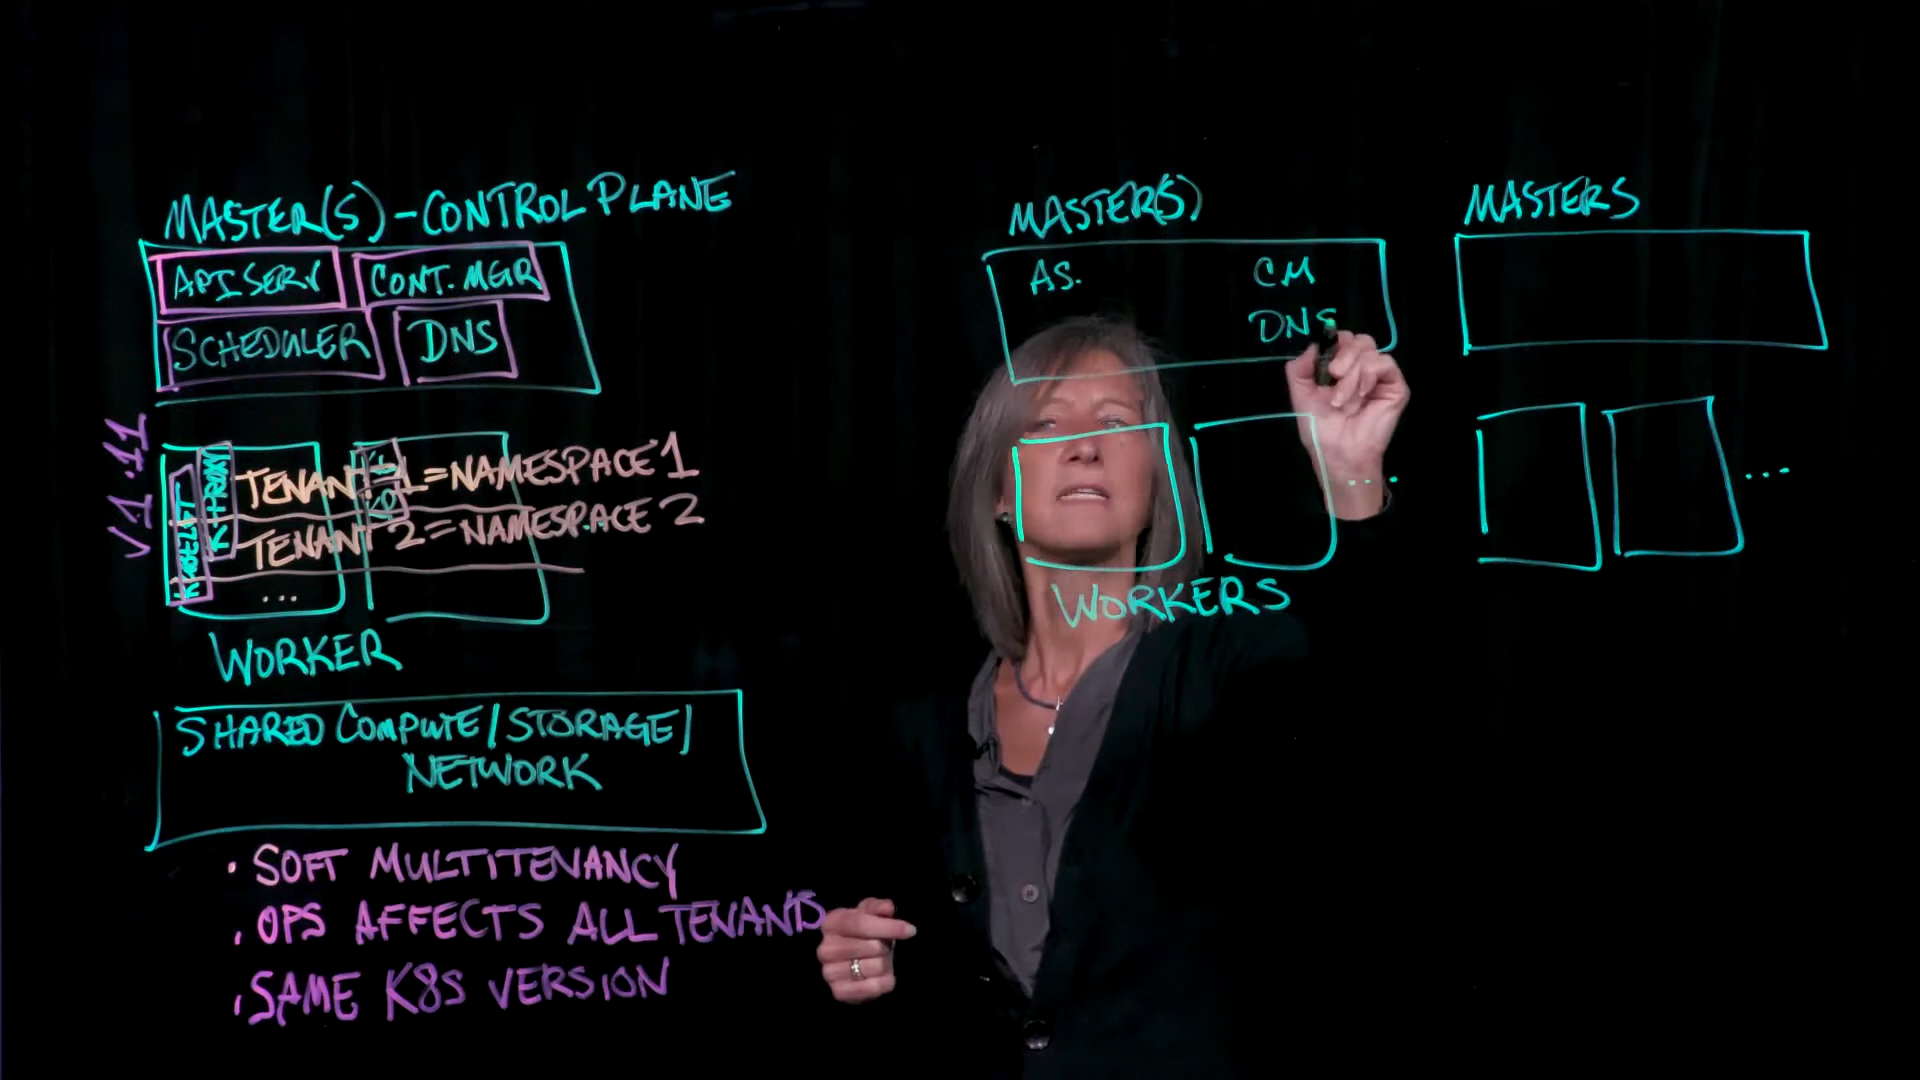 MASTER(S) - CONTROL PLANE
API SERV
CONT. MGR
SCHEDULER
DNS
V1.11
KUBELET
K-PROXY
TENANT 1 = NAMESPACE 1
TENANT 2 = NAMESPACE 2
...
WORKER
SHARED COMPUTE/STORAGE/
NETWORK
• SOFT MULTITENANCY
• OPS AFFECTS ALL TENANTS
• SAME K8S VERSION
MASTER(S)
AS.
CM
DNS
...
WORKERS
MASTERS
...